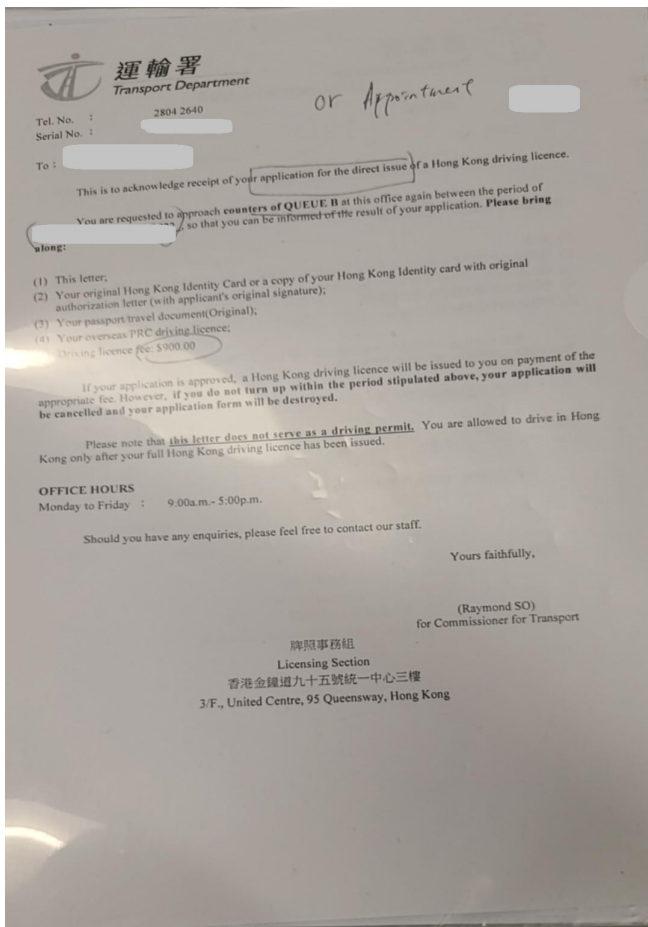 運輸署
Transport Department
or Appointment
Tel. No. : 2804 2640
Serial No. :
To :
This is to acknowledge receipt of your application for the direct issue of a Hong Kong driving licence.
You are requested to approach counters of QUEUE B at this office again between the period of
, so that you can be informed of the result of your application. Please bring
along:
(1) This letter;
(2) Your original Hong Kong Identity Card or a copy of your Hong Kong Identity card with original
authorization letter (with applicant's original signature);
(3) Your passport/travel document(Original);
(4) Your overseas PRC driving licence;
Driving licence fee: $900.00
If your application is approved, a Hong Kong driving licence will be issued to you on payment of the
appropriate fee. However, if you do not turn up within the period stipulated above, your application will
be cancelled and your application form will be destroyed.
Please note that this letter does not serve as a driving permit. You are allowed to drive in Hong
Kong only after your full Hong Kong driving licence has been issued.
OFFICE HOURS
Monday to Friday : 9:00a.m.- 5:00p.m.
Should you have any enquiries, please feel free to contact our staff.
Yours faithfully,
(Raymond SO)
for Commissioner for Transport
牌照事務組
Licensing Section
香港金鐘道九十五號統一中心三樓
3/F., United Centre, 95 Queensway, Hong Kong